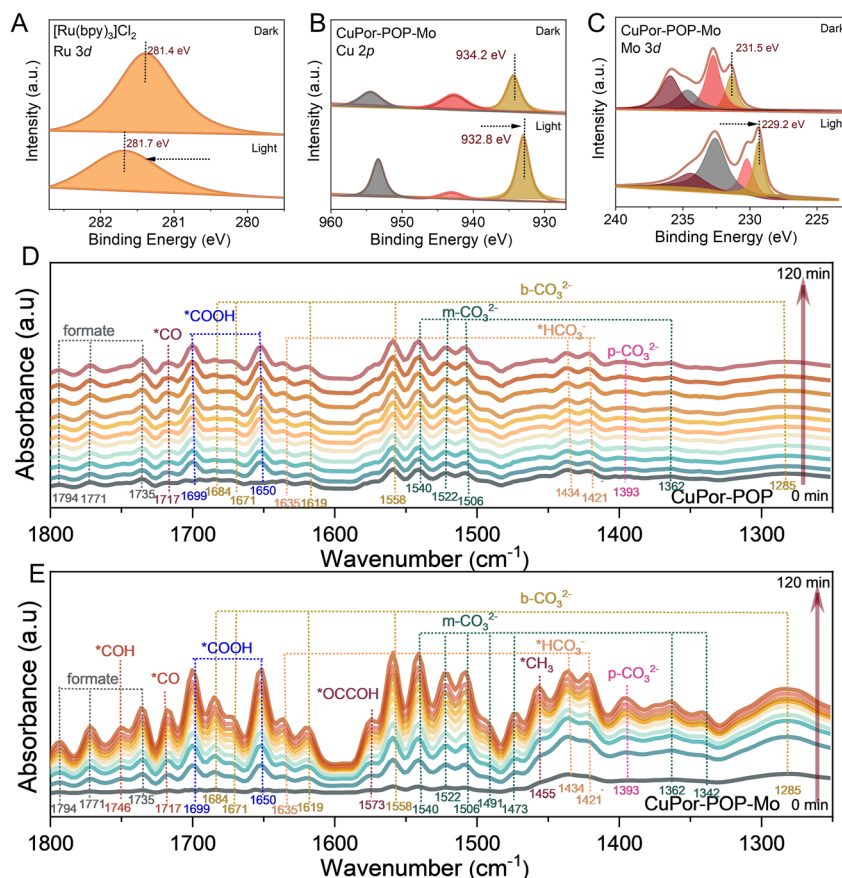 A
[Ru(bpy)₃]Cl₂
Ru 3d
Dark
281.4 eV
281.7 eV
Light
Intensity (a.u.)
282
281
280
Binding Energy (eV)
B
CuPor-POP-Mo
Cu 2p
Dark
934.2 eV
Light
932.8 eV
Intensity (a.u.)
960
950
940
930
Binding Energy (eV)
C
CuPor-POP-Mo
Mo 3d
Dark
231.5 eV
229.2 eV
Light
Intensity (a.u.)
240
235
230
225
Binding Energy (eV)
D
120 min
b-CO₃²⁻
m-CO₃²⁻
*COOH
formate
*CO
*HCO₃⁻
p-CO₃²⁻
Absorbance (a.u)
1794
1771
1735
1717
1699
1684
1671
1650
1635
1619
1558
1540
1522
1506
1434
1421
1393
1362
1285
CuPor-POP
0 min
1800
1700
1600
1500
1400
1300
Wavenumber (cm⁻¹)
E
120 min
b-CO₃²⁻
m-CO₃²⁻
*COH
*COOH
*HCO₃⁻
formate
*CO
*OCCOH
*CH₃
p-CO₃²⁻
Absorbance (a.u)
1794
1771
1746
1735
1717
1699
1684
1671
1650
1635
1619
1573
1558
1540
1522
1506
1491
1473
1455
1434
1421
1393
1362
1342
1285
CuPor-POP-Mo
0 min
1800
1700
1600
1500
1400
1300
Wavenumber (cm⁻¹)